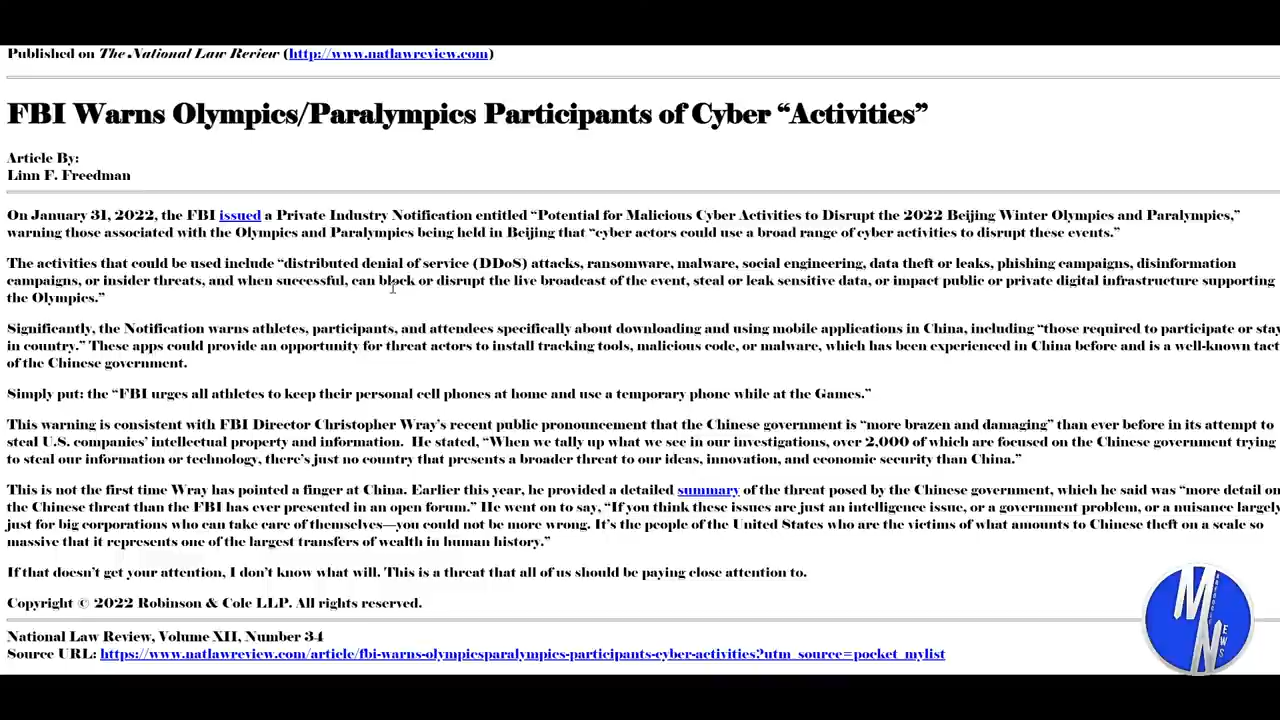 Published on The National Law Review (http://www.natlawreview.com)
FBI Warns Olympics/Paralympics Participants of Cyber “Activities”
Article By:
Linn F. Freedman
On January 31, 2022, the FBI issued a Private Industry Notification entitled “Potential for Malicious Cyber Activities to Disrupt the 2022 Beijing Winter Olympics and Paralympics,”
warning those associated with the Olympics and Paralympics being held in Beijing that “cyber actors could use a broad range of cyber activities to disrupt these events.”
The activities that could be used include “distributed denial of service (DDoS) attacks, ransomware, malware, social engineering, data theft or leaks, phishing campaigns, disinformation
campaigns, or insider threats, and when successful, can block or disrupt the live broadcast of the event, steal or leak sensitive data, or impact public or private digital infrastructure supporting
the Olympics.”
Significantly, the Notification warns athletes, participants, and attendees specifically about downloading and using mobile applications in China, including “those required to participate or stay
in country.” These apps could provide an opportunity for threat actors to install tracking tools, malicious code, or malware, which has been experienced in China before and is a well-known tact
of the Chinese government.
Simply put: the “FBI urges all athletes to keep their personal cell phones at home and use a temporary phone while at the Games.”
This warning is consistent with FBI Director Christopher Wray’s recent public pronouncement that the Chinese government is “more brazen and damaging” than ever before in its attempt to
steal U.S. companies’ intellectual property and information. He stated, “When we tally up what we see in our investigations, over 2,000 of which are focused on the Chinese government trying
to steal our information or technology, there’s just no country that presents a broader threat to our ideas, innovation, and economic security than China.”
This is not the first time Wray has pointed a finger at China. Earlier this year, he provided a detailed summary of the threat posed by the Chinese government, which he said was “more detail on
the Chinese threat than the FBI has ever presented in an open forum.” He went on to say, “If you think these issues are just an intelligence issue, or a government problem, or a nuisance largely
just for big corporations who can take care of themselves—you could not be more wrong. It’s the people of the United States who are the victims of what amounts to Chinese theft on a scale so
massive that it represents one of the largest transfers of wealth in human history.”
If that doesn’t get your attention, I don’t know what will. This is a threat that all of us should be paying close attention to.
Copyright © 2022 Robinson & Cole LLP. All rights reserved.
National Law Review, Volume XII, Number 34
Source URL: https://www.natlawreview.com/article/fbi-warns-olympicsparalympics-participants-cyber-activities?utm_source=pocket_mylist